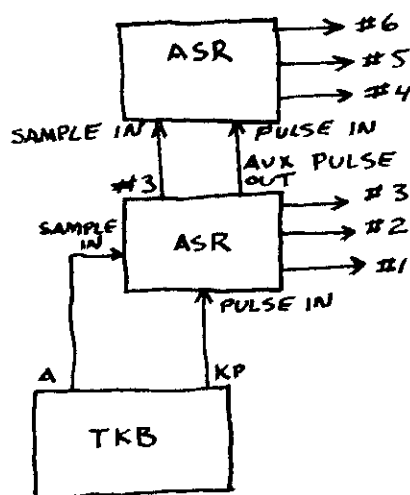 ASR
#6
#5
#4
SAMPLE IN
PULSE IN
#3
AUX PULSE
OUT
SAMPLE
IN
ASR
#3
#2
#1
PULSE IN
A
KP
TKB